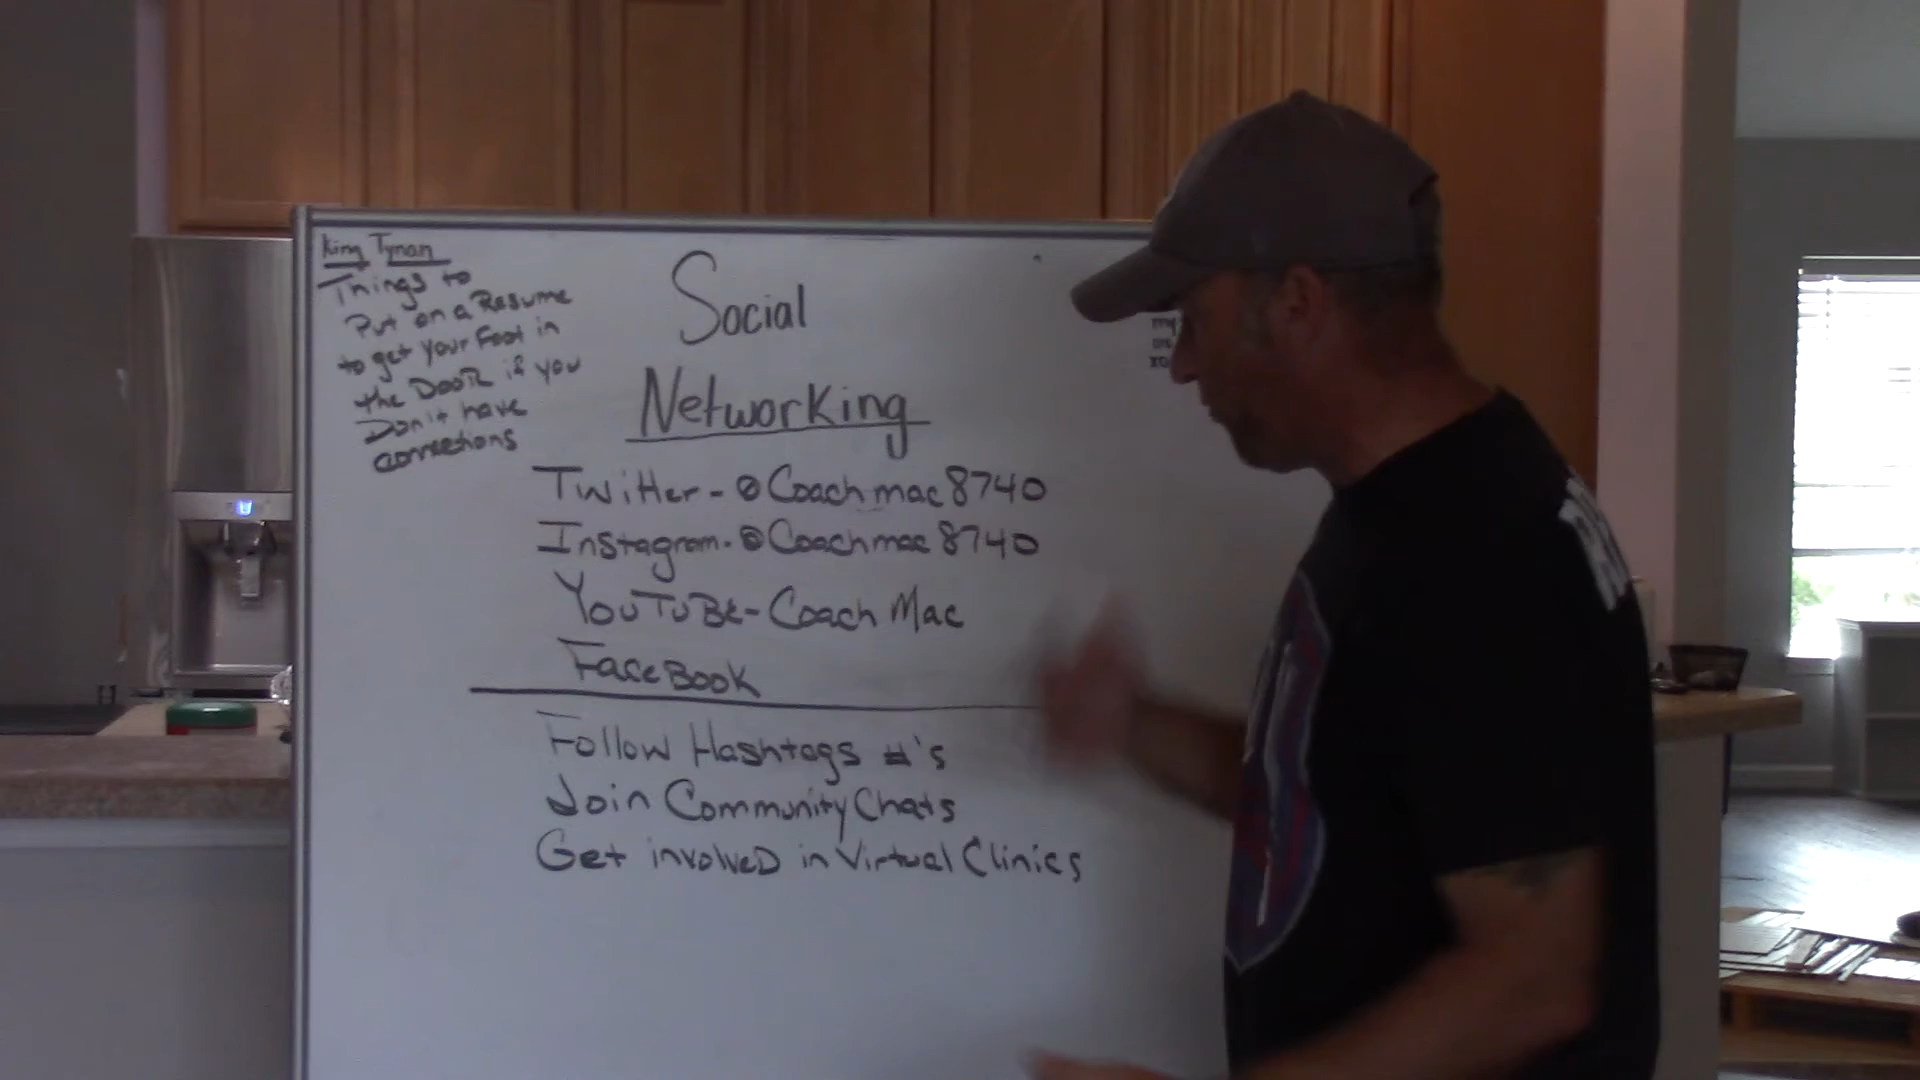 King Tynan
Things to
Put on a Resume
to get your Foot in
the Door if you
Don't have
connections
Social
Networking
Twitter - @Coachmac8740
Instagram - @Coachmac8740
YouTube - Coach Mac
FaceBook
Follow Hashtags #'s
Join Community Chats
Get involved in Virtual Clinics
my